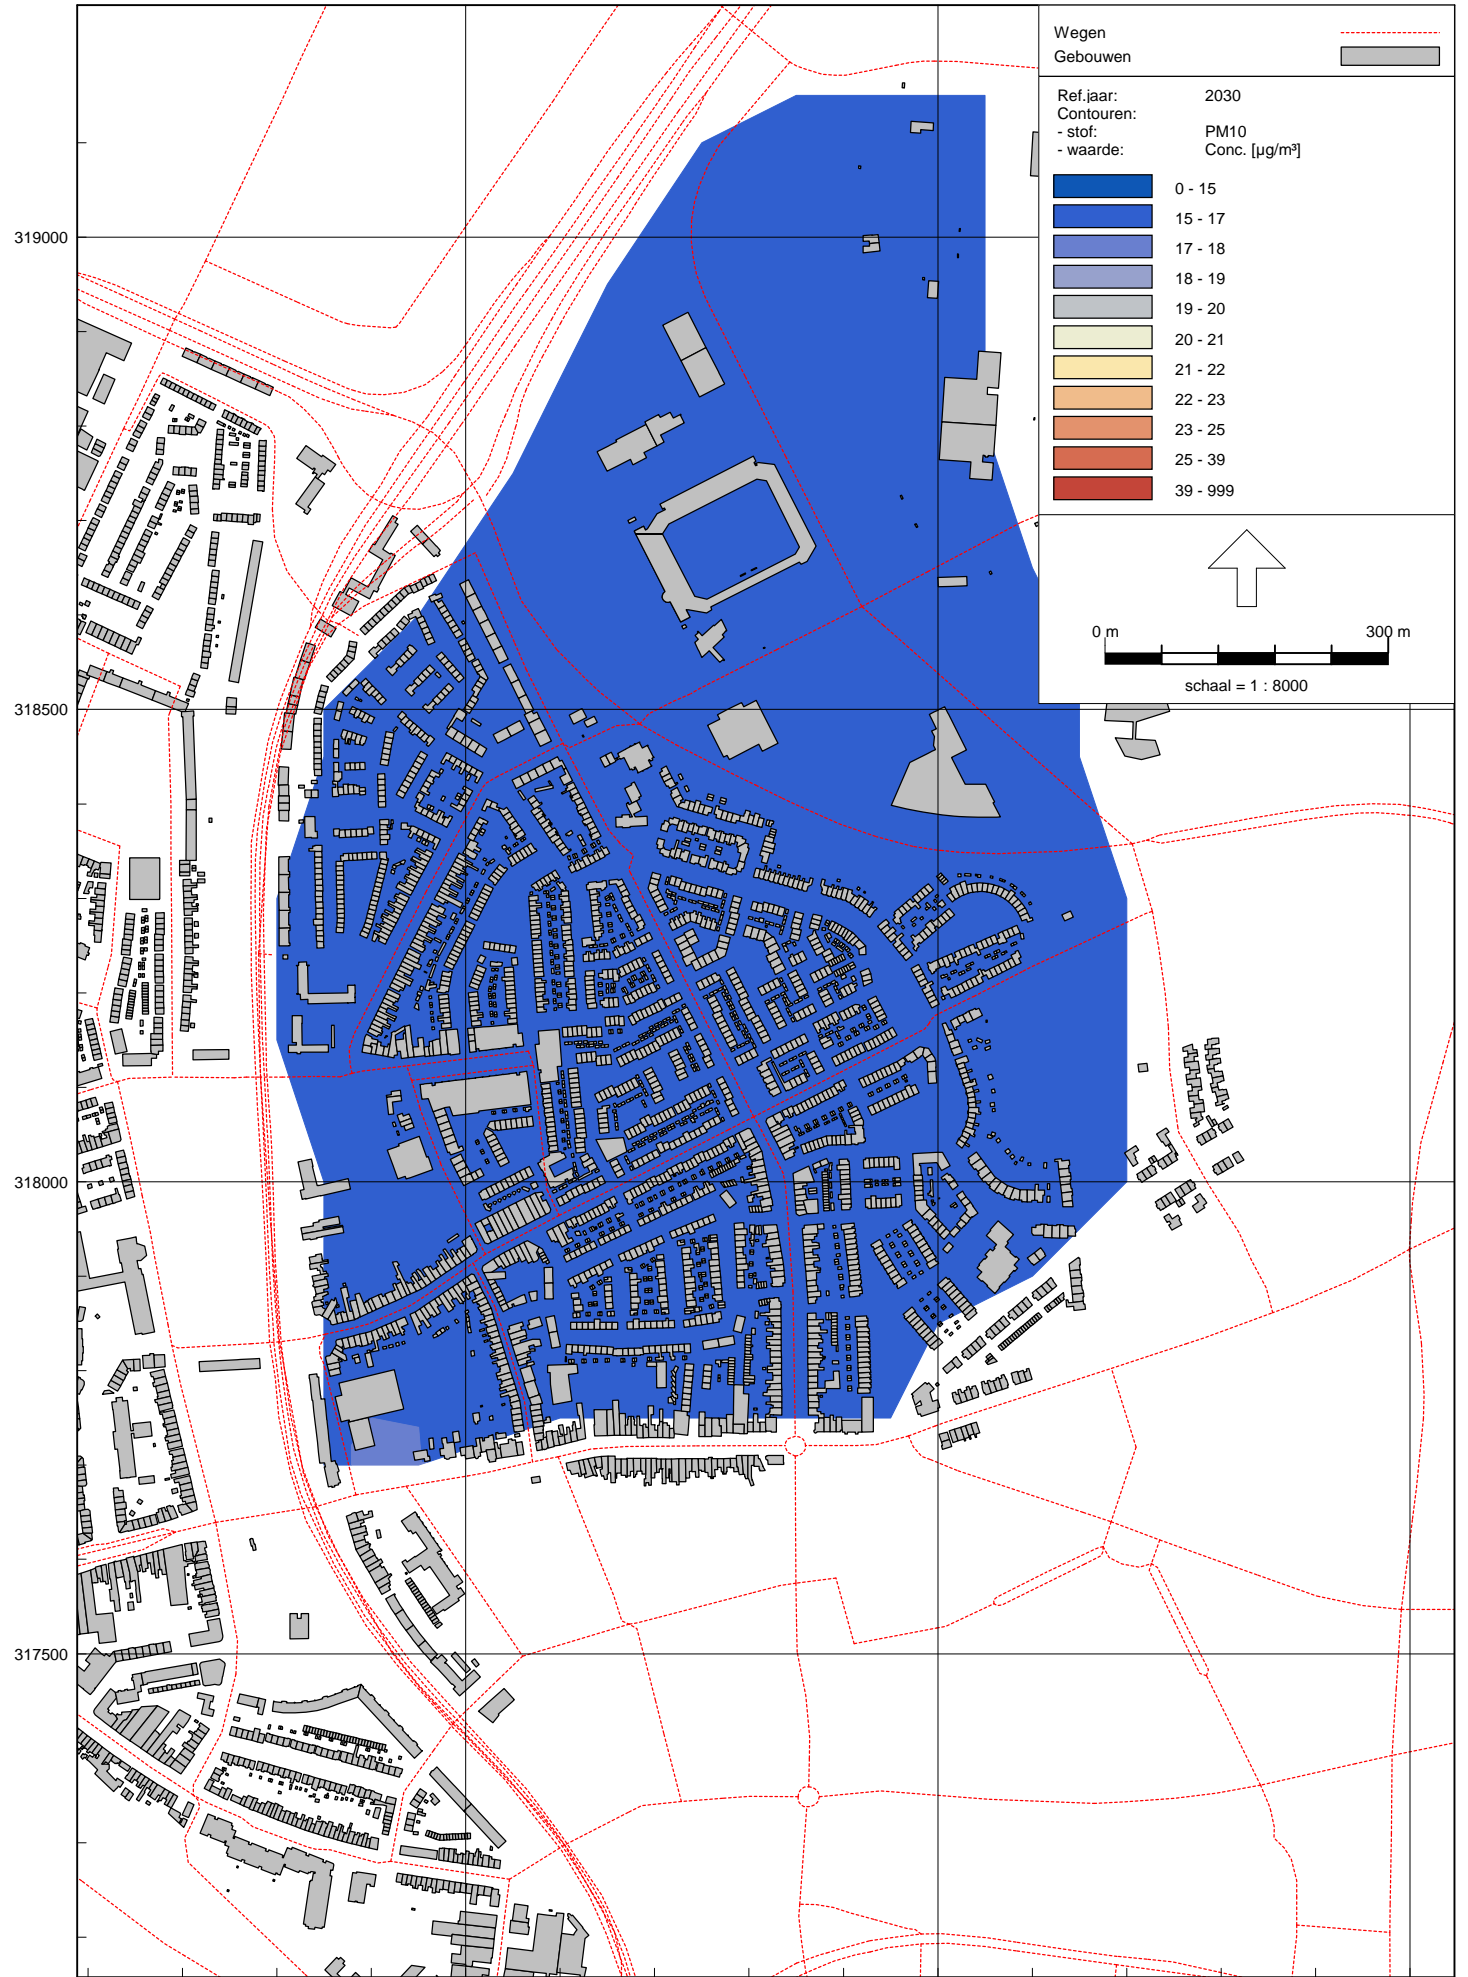 Wegen
Gebouwen
Ref.jaar: 2030
Contouren:
- stof: PM10
- waarde: Conc. [µg/m³]
0 - 15
15 - 17
17 - 18
18 - 19
19 - 20
20 - 21
21 - 22
22 - 23
23 - 25
25 - 39
39 - 999
0 m 300 m
schaal = 1 : 8000
319000
318500
318000
317500